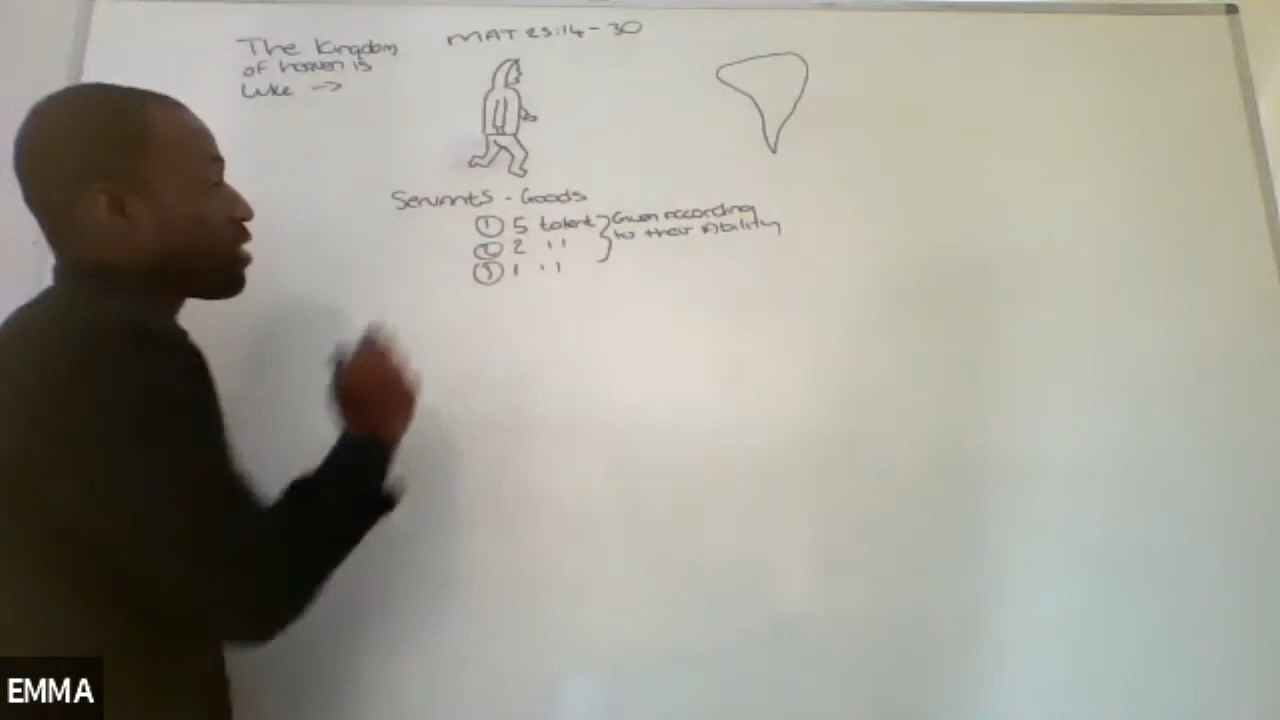 The Kingdom
of heaven is
Like ->
MAT 25:14-30
Servants - Goods
① 5 talent } Given according
② 2 " } to their Ability
③ 1 "
EMMA